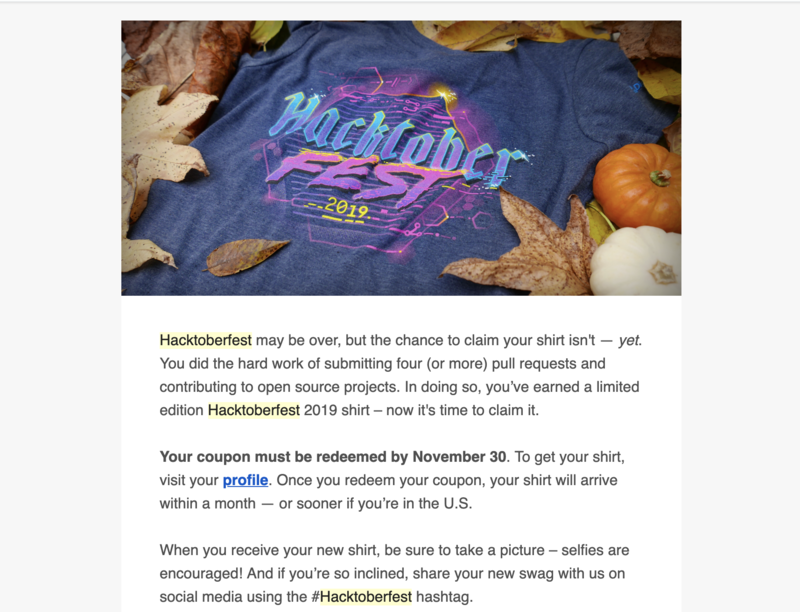 Hacktober
FEST
2019
Hacktoberfest may be over, but the chance to claim your shirt isn't — yet.
You did the hard work of submitting four (or more) pull requests and
contributing to open source projects. In doing so, you’ve earned a limited
edition Hacktoberfest 2019 shirt – now it's time to claim it.
Your coupon must be redeemed by November 30. To get your shirt,
visit your profile. Once you redeem your coupon, your shirt will arrive
within a month — or sooner if you’re in the U.S.
When you receive your new shirt, be sure to take a picture – selfies are
encouraged! And if you’re so inclined, share your new swag with us on
social media using the #Hacktoberfest hashtag.